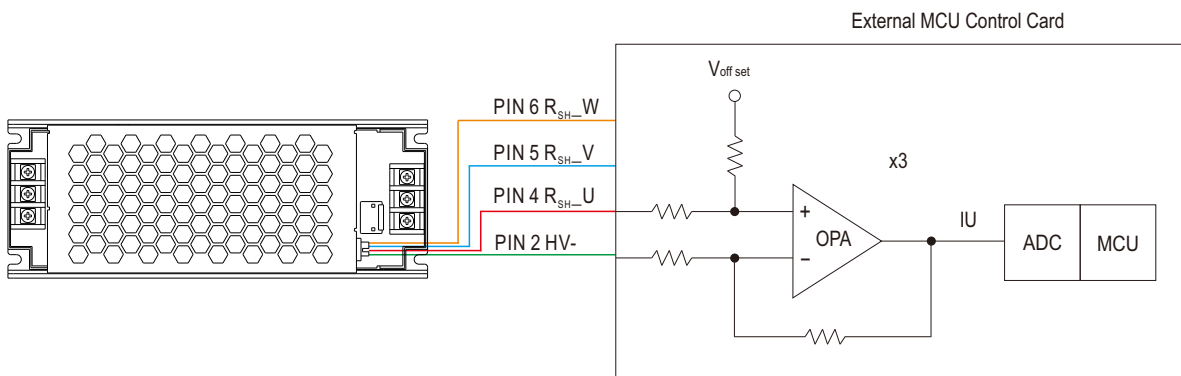 External MCU Control Card
Voff set
PIN 6 RSH_W
PIN 5 RSH_V
x3
PIN 4 RSH_U
+
OPA
IU
ADC
MCU
PIN 2 HV-
−